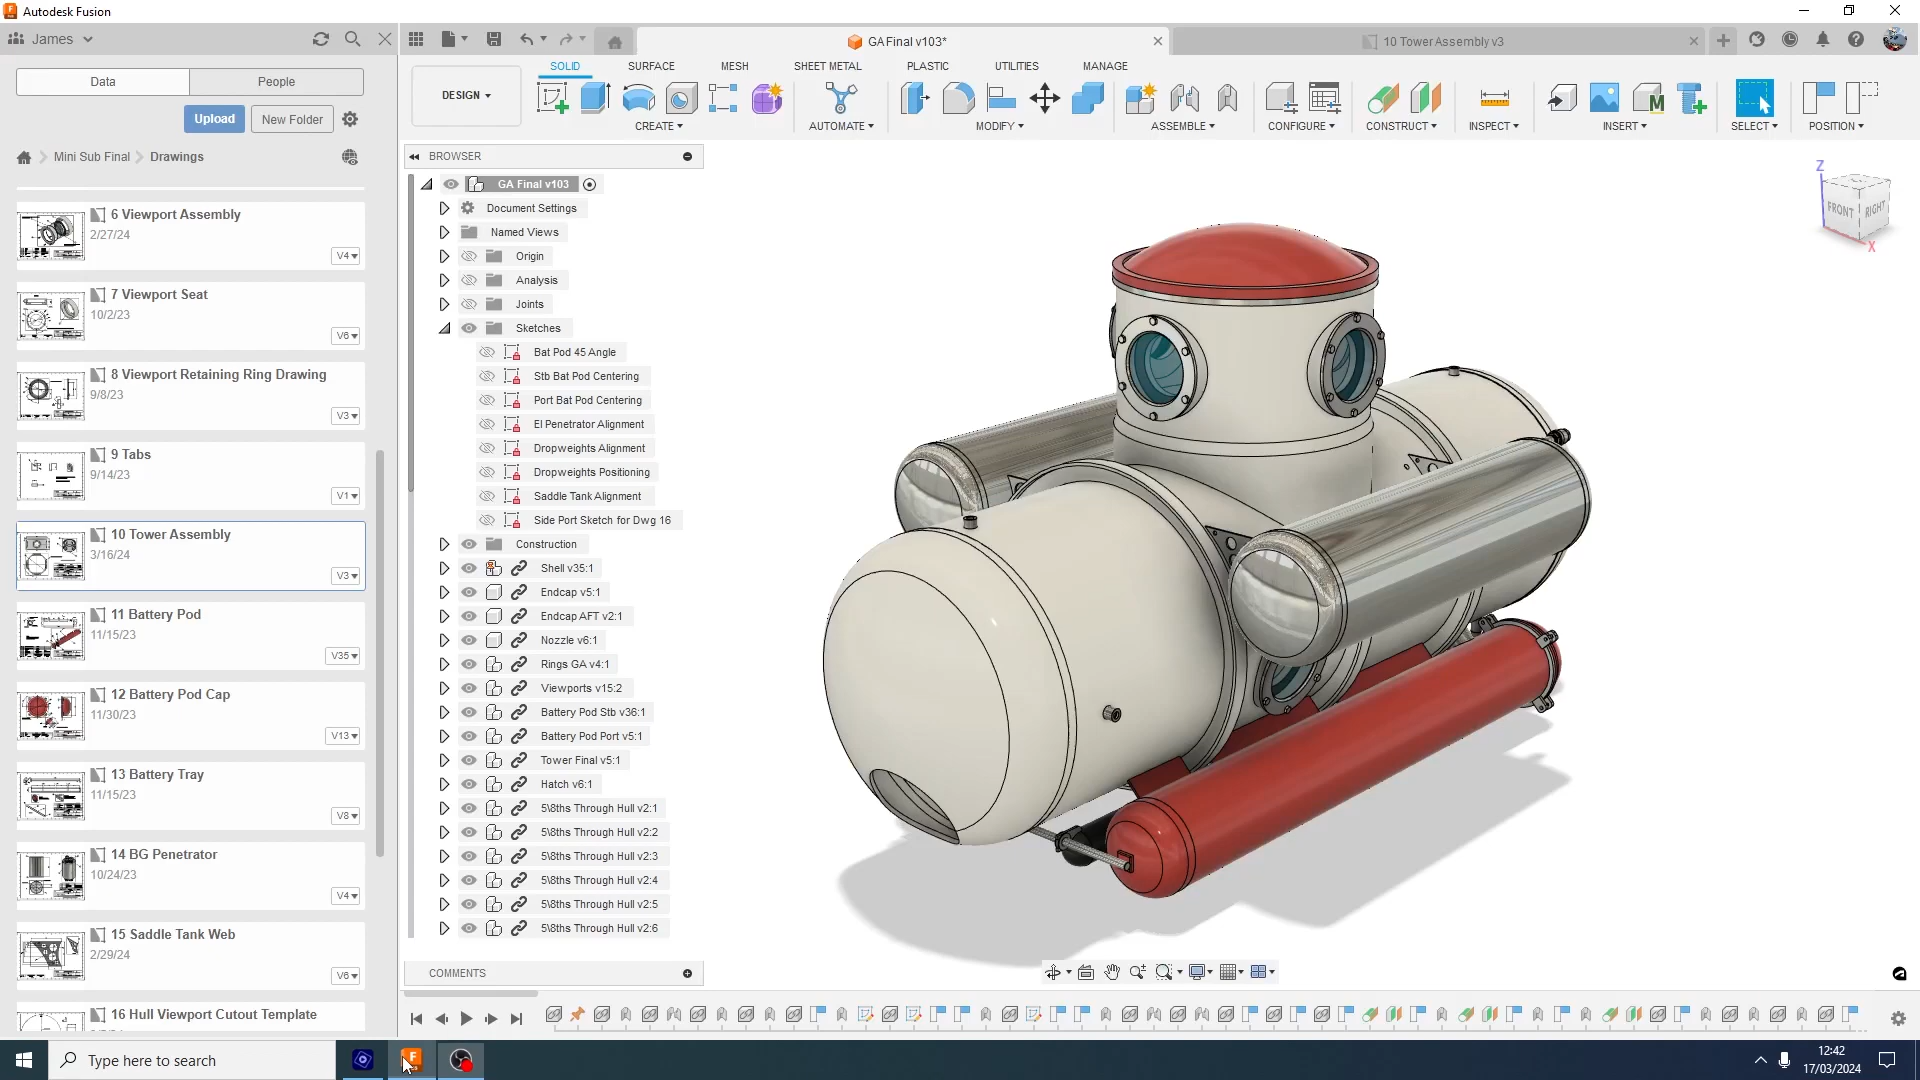 Autodesk Fusion
James
Data
People
Upload
New Folder
Mini Sub Final
Drawings
6 Viewport Assembly
2/27/24
V4
7 Viewport Seat
10/2/23
V6
8 Viewport Retaining Ring Drawing
9/8/23
V3
9 Tabs
9/14/23
V1
10 Tower Assembly
3/16/24
V3
11 Battery Pod
11/15/23
V35
12 Battery Pod Cap
11/30/23
V13
13 Battery Tray
11/15/23
V8
14 BG Penetrator
10/24/23
V4
15 Saddle Tank Web
2/29/24
V6
16 Hull Viewport Cutout Template
GA Final v103*
10 Tower Assembly v3
DESIGN
SOLID
SURFACE
MESH
SHEET METAL
PLASTIC
UTILITIES
MANAGE
CREATE
AUTOMATE
MODIFY
ASSEMBLE
CONFIGURE
CONSTRUCT
INSPECT
INSERT
SELECT
POSITION
BROWSER
GA Final v103
Document Settings
Named Views
Origin
Analysis
Joints
Sketches
Bat Pod 45 Angle
Stb Bat Pod Centering
Port Bat Pod Centering
El Penetrator Alignment
Dropweights Alignment
Dropweights Positioning
Saddle Tank Alignment
Side Port Sketch for Dwg 16
Construction
Shell v35:1
Endcap v5:1
Endcap AFT v2:1
Nozzle v6:1
Rings GA v4:1
Viewports v15:2
Battery Pod Stb v36:1
Battery Pod Port v5:1
Tower Final v5:1
Hatch v6:1
5\8ths Through Hull v2:1
5\8ths Through Hull v2:2
5\8ths Through Hull v2:3
5\8ths Through Hull v2:4
5\8ths Through Hull v2:5
5\8ths Through Hull v2:6
COMMENTS
Z
FRONT
RIGHT
X
Type here to search
12:42
17/03/2024